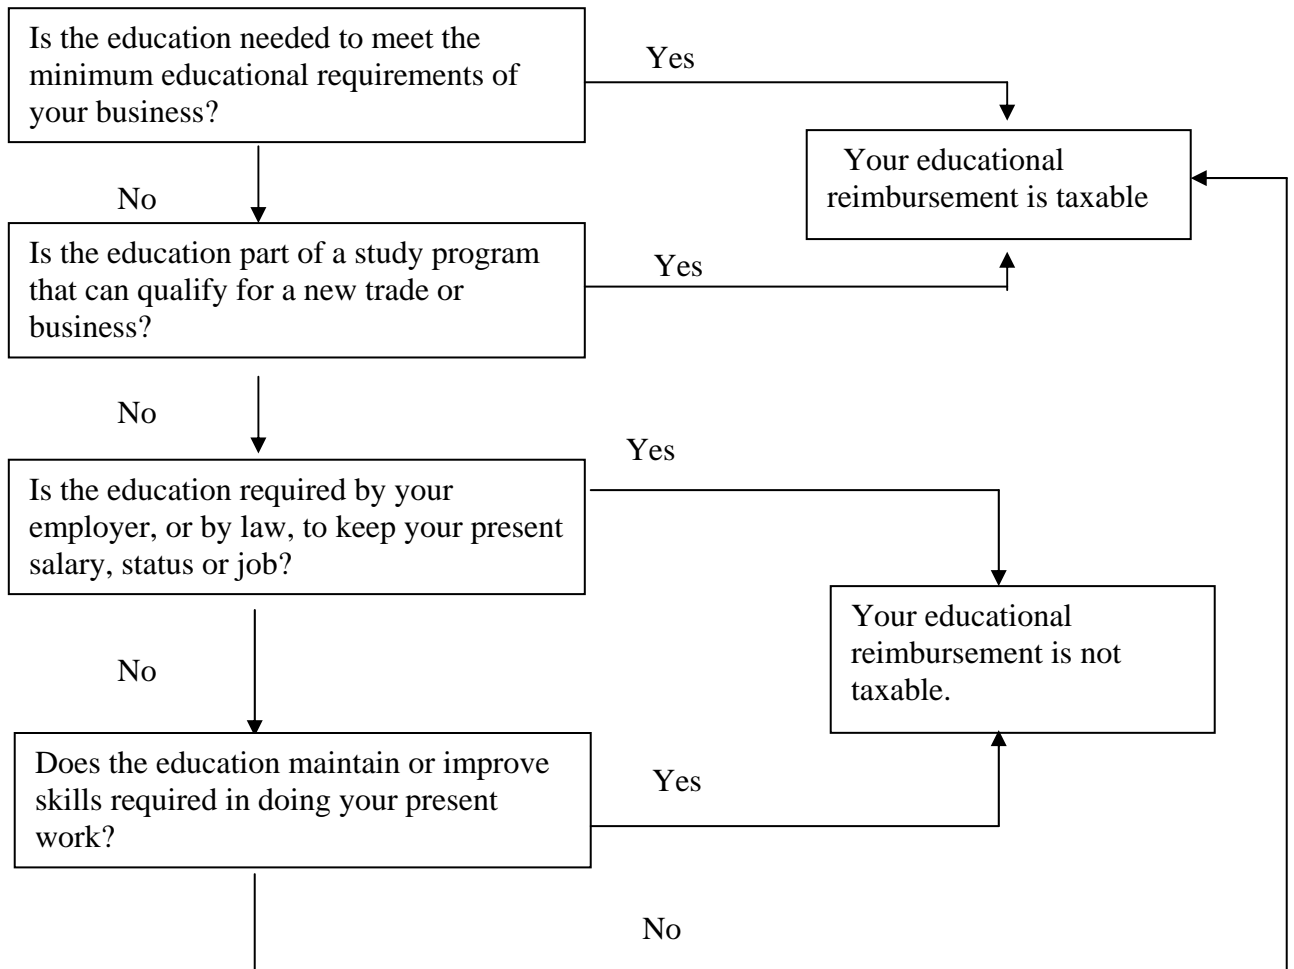 Is the education needed to meet the
minimum educational requirements of
your business?
Yes
Your educational
reimbursement is taxable
No
Is the education part of a study program
that can qualify for a new trade or
business?
Yes
No
Is the education required by your
employer, or by law, to keep your present
salary, status or job?
Yes
Your educational
reimbursement is not
taxable.
No
Does the education maintain or improve
skills required in doing your present
work?
Yes
No